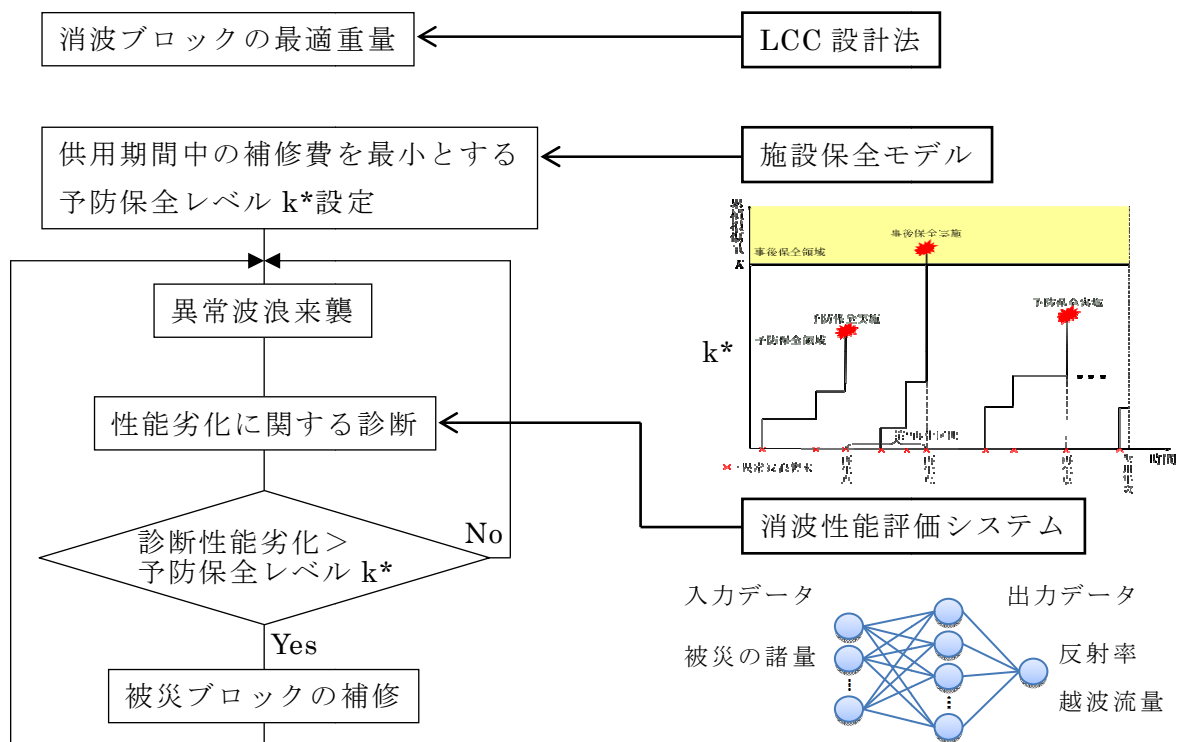 消波ブロックの最適重量
LCC 設計法
供用期間中の補修費を最小とする
予防保全レベル k*設定
施設保全モデル
事後保全実施
事後保全領域
K
異常波浪来襲
予防保全実施
予防保全実施
予防保全領域
k*
性能劣化に関する診断
時間
消波性能評価システム
診断性能劣化＞
予防保全レベル k*
No
Yes
入力データ
出力データ
被災の諸量
反射率
越波流量
被災ブロックの補修